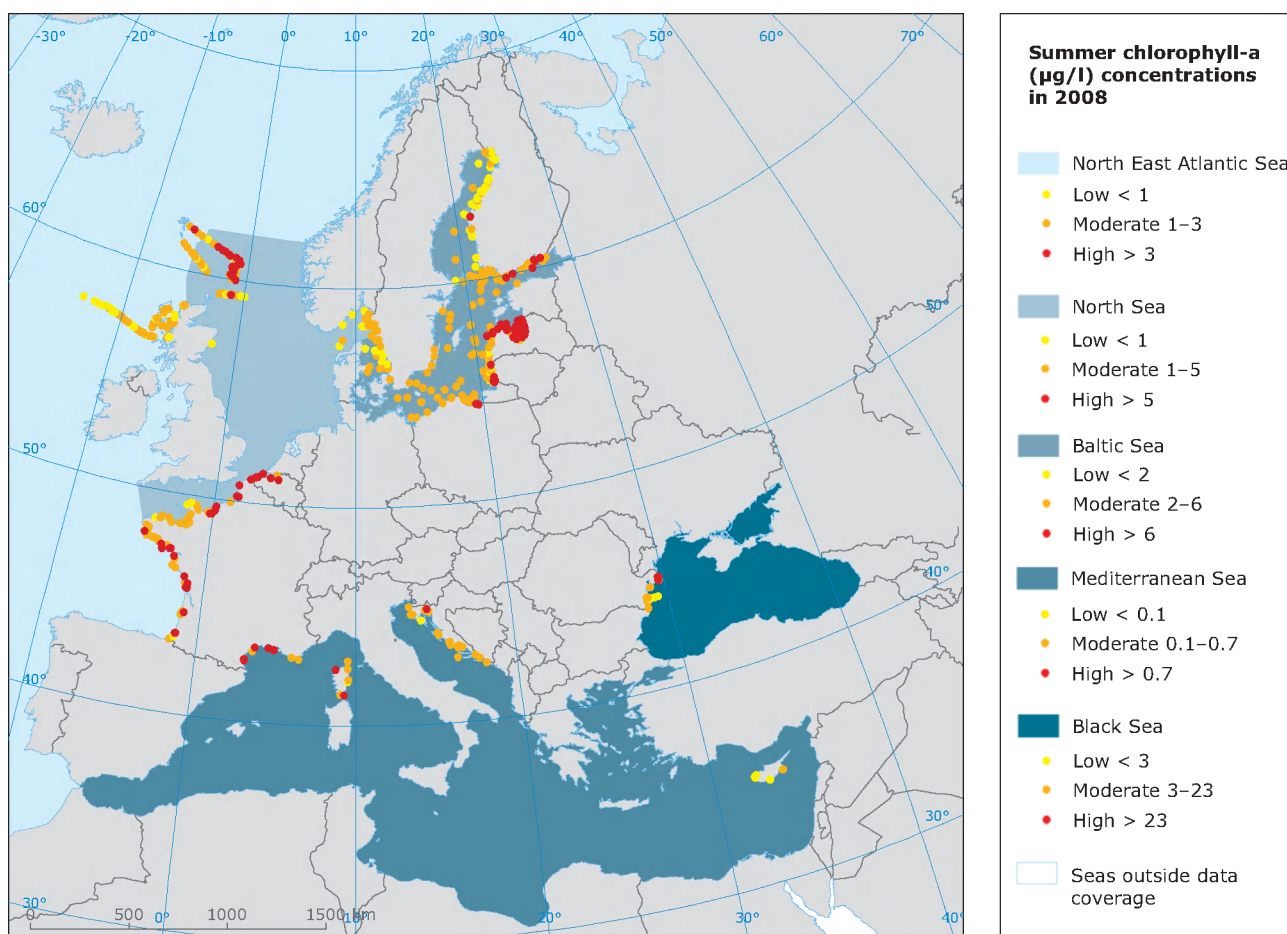 -30°
-20°
-10°
0°
10°
20°
30°
40°
50°
60°
70°
60°
50°
50°
40°
40°
30°
30°
0
500
1000
1500 km
0°
10°
20°
30°
40°
Summer chlorophyll-a
(µg/l) concentrations
in 2008
North East Atlantic Sea
Low < 1
Moderate 1–3
High > 3
North Sea
Low < 1
Moderate 1–5
High > 5
Baltic Sea
Low < 2
Moderate 2–6
High > 6
Mediterranean Sea
Low < 0.1
Moderate 0.1–0.7
High > 0.7
Black Sea
Low < 3
Moderate 3–23
High > 23
Seas outside data
coverage